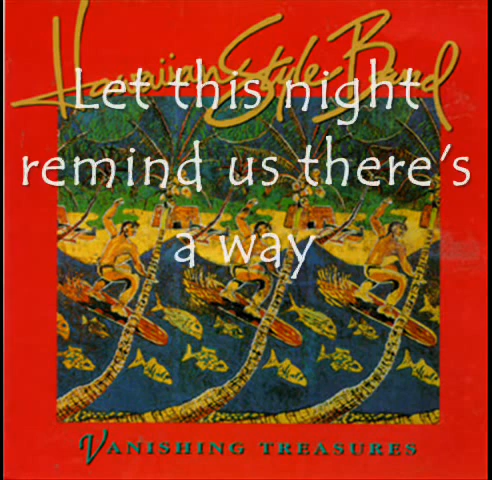 Hawaiian Style Band
Let this night
remind us there's
a way
VANISHING TREASURES